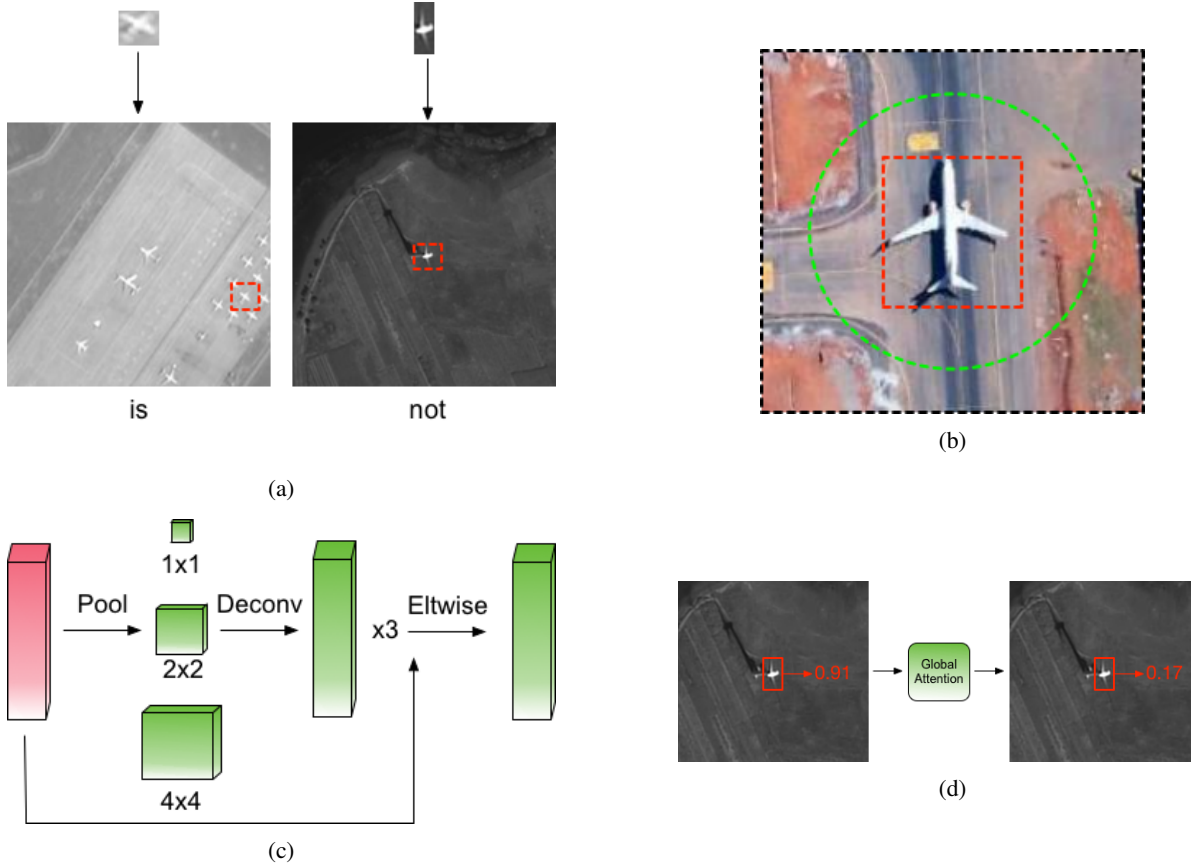 is
not
(a)
(b)
1x1
Pool
Deconv
x3
Eltwise
2x2
4x4
(c)
0.91
Global
Attention
0.17
(d)